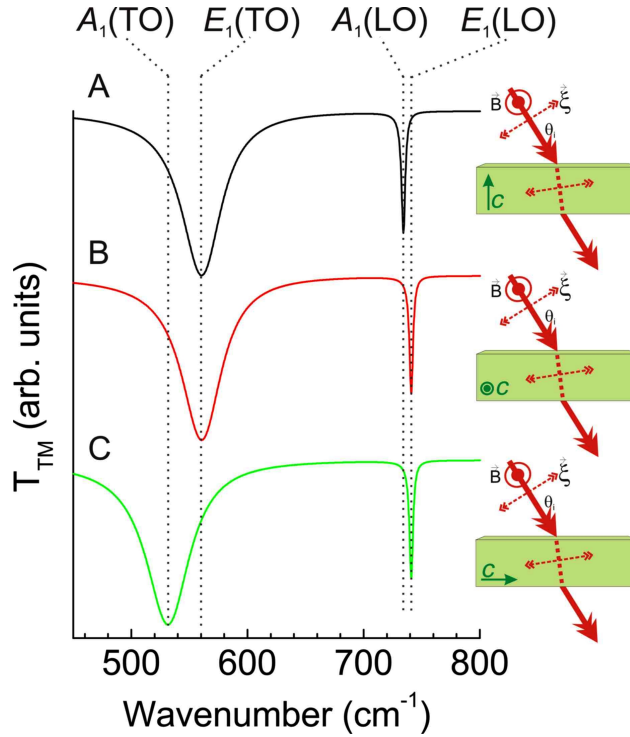 A1(TO) E1(TO) A1(LO) E1(LO)
A
B ξ
θi
c
B
B ξ
θi
c
C
B ξ
θi
c
TTM (arb. units)
500 600 700 800
Wavenumber (cm-1)